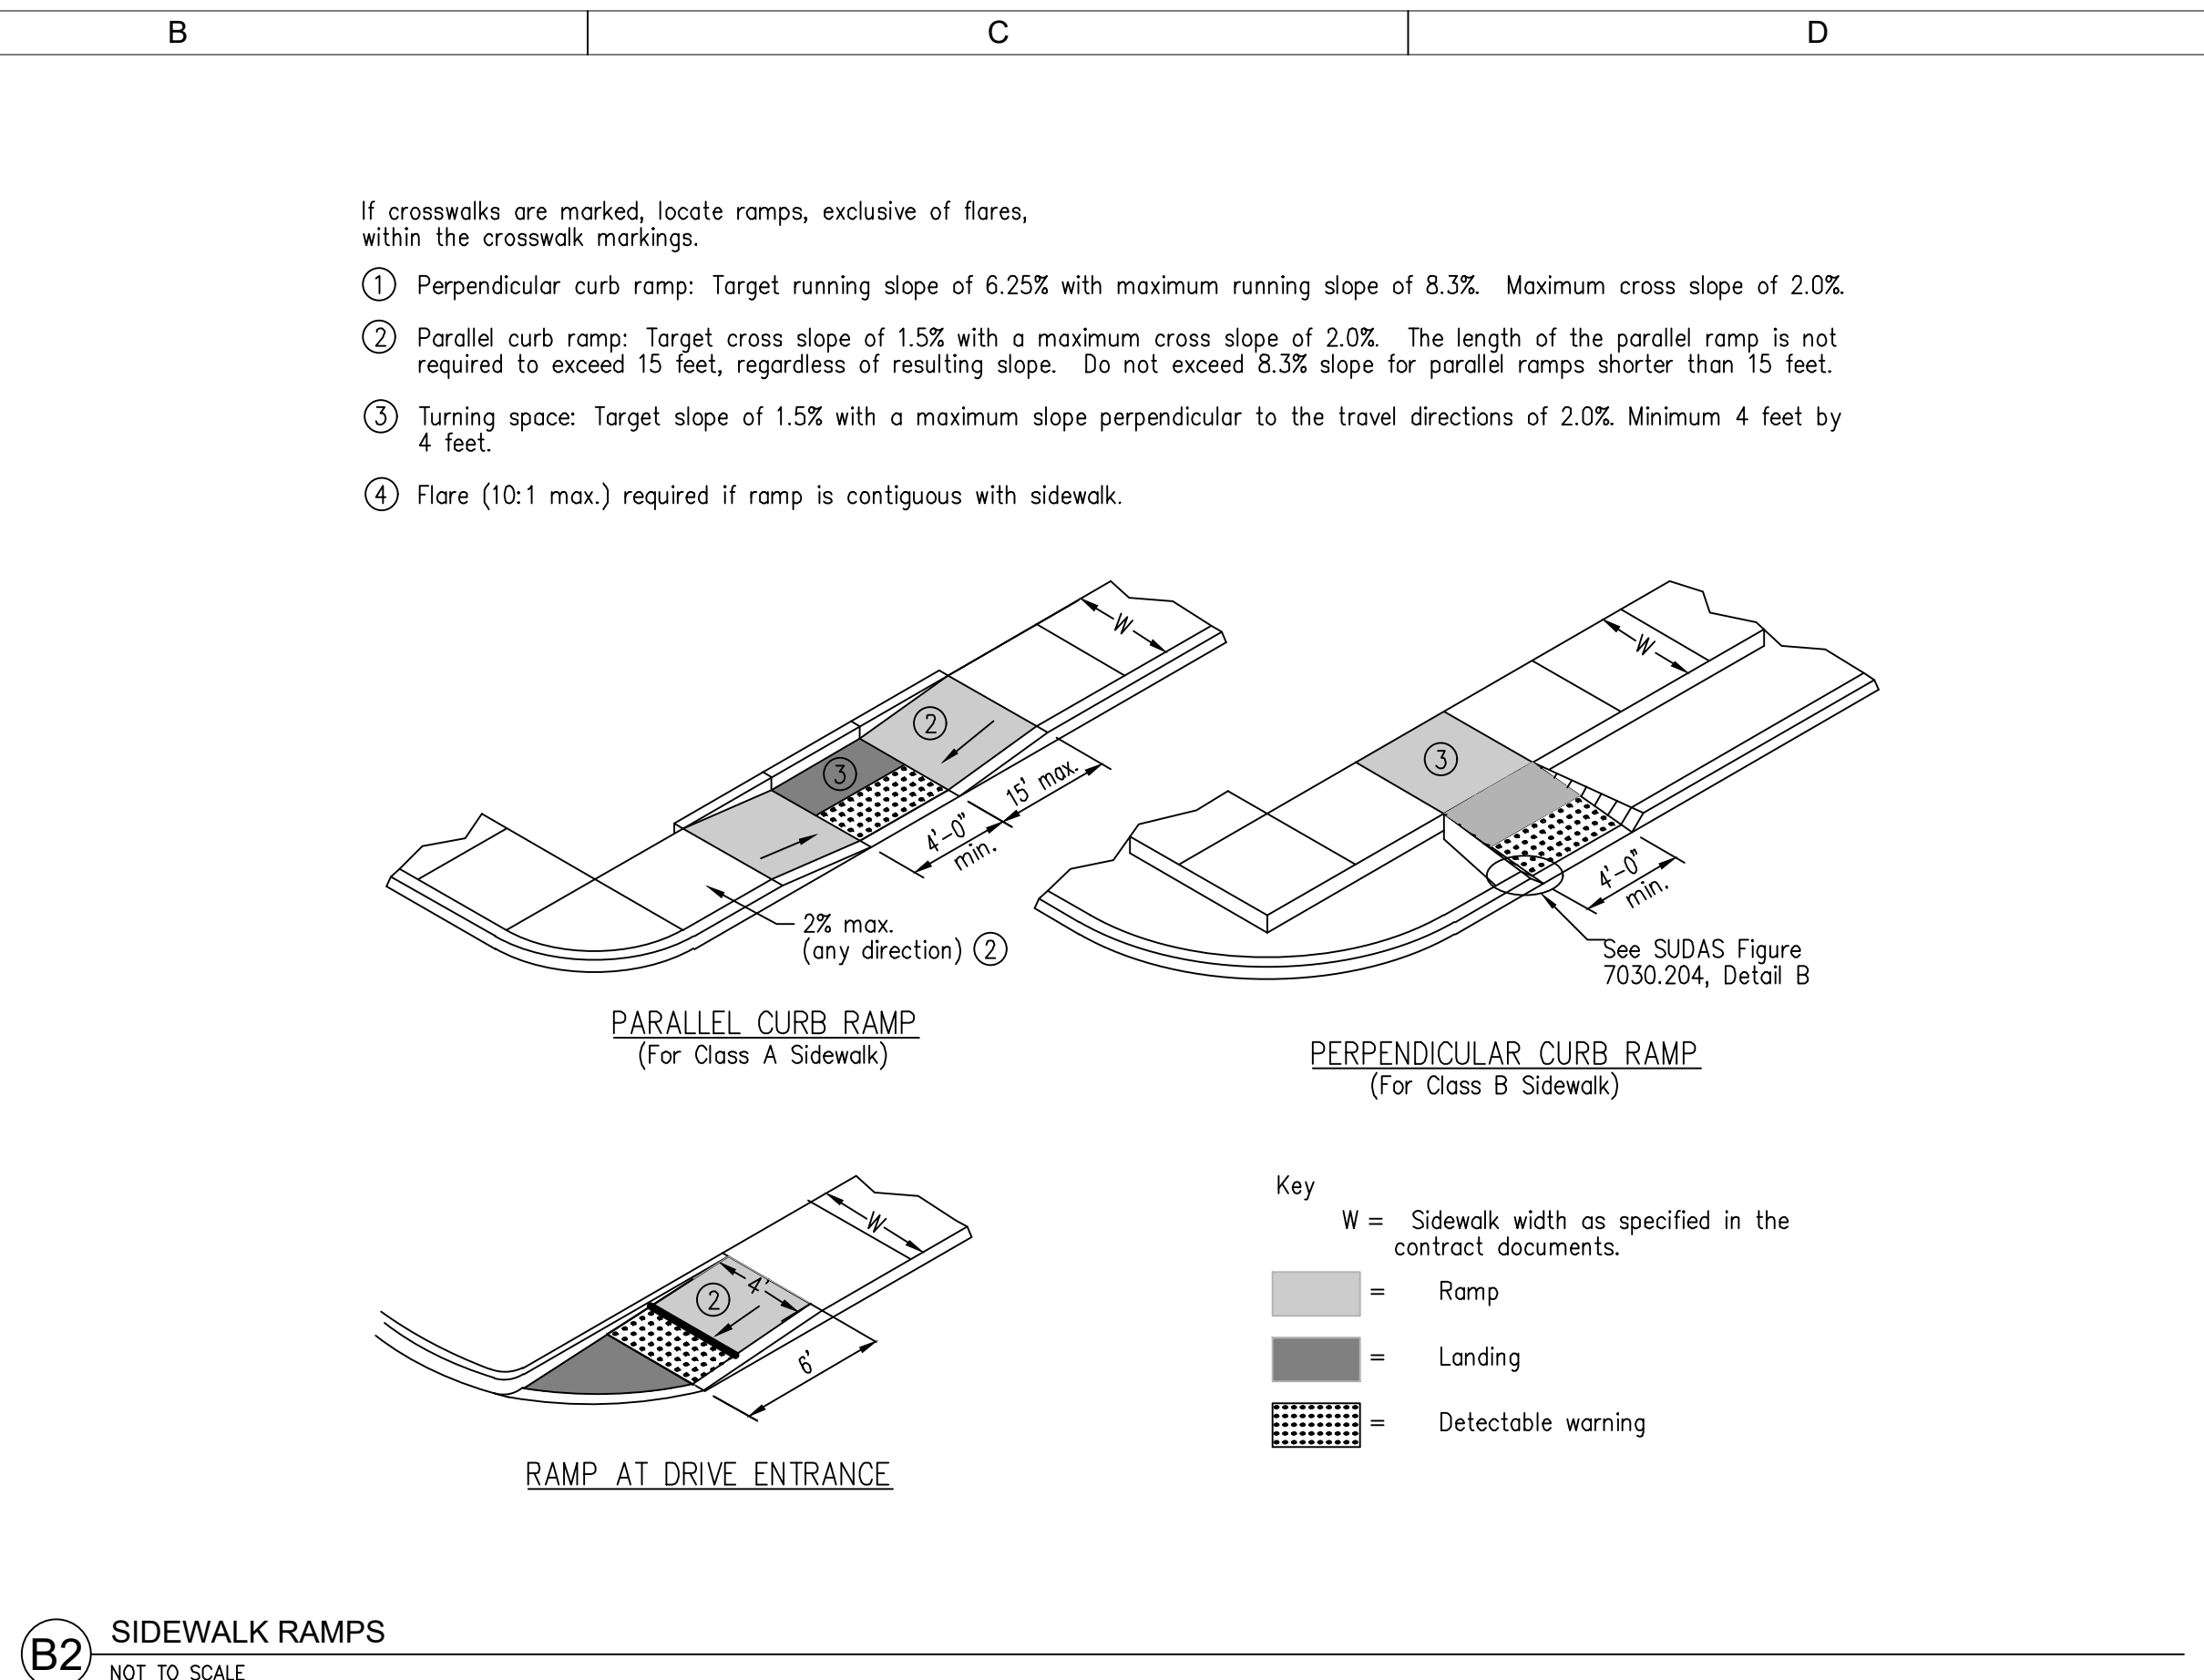 B C D
If crosswalks are marked, locate ramps, exclusive of flares,
within the crosswalk markings.
1 Perpendicular curb ramp: Target running slope of 6.25% with maximum running slope of 8.3%. Maximum cross slope of 2.0%.
2 Parallel curb ramp: Target cross slope of 1.5% with a maximum cross slope of 2.0%. The length of the parallel ramp is not
required to exceed 15 feet, regardless of resulting slope. Do not exceed 8.3% slope for parallel ramps shorter than 15 feet.
3 Turning space: Target slope of 1.5% with a maximum slope perpendicular to the travel directions of 2.0%. Minimum 4 feet by
4 feet.
4 Flare (10:1 max.) required if ramp is contiguous with sidewalk.
W
2
3
15' max.
4'-0"
min.
2% max.
(any direction) 2
PARALLEL CURB RAMP
(For Class A Sidewalk)
W
3
4'-0"
min.
See SUDAS Figure
7030.204, Detail B
PERPENDICULAR CURB RAMP
(For Class B Sidewalk)
W
4'
2
6'
RAMP AT DRIVE ENTRANCE
Key
W = Sidewalk width as specified in the
contract documents.
= Ramp
= Landing
= Detectable warning
B2
SIDEWALK RAMPS
NOT TO SCALE